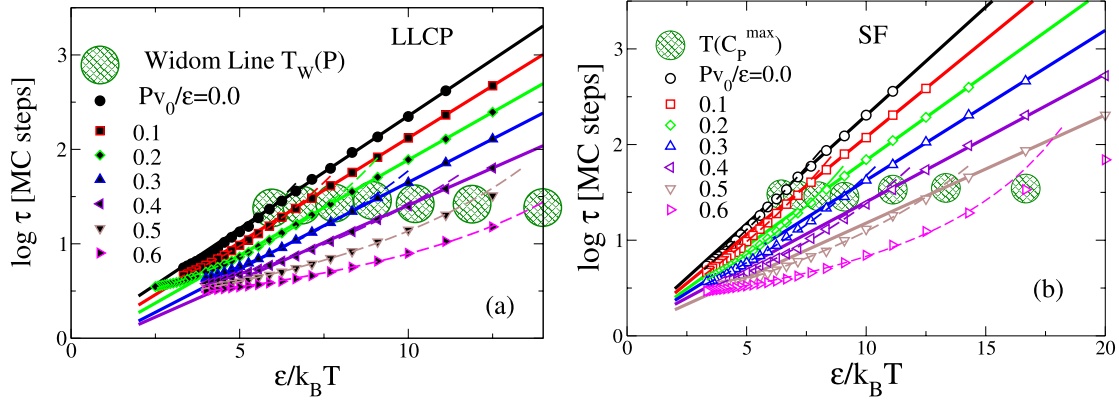 LLCP
Widom Line T_W(P)
Pv_0/ε=0.0
0.1
0.2
0.3
0.4
0.5
0.6
(a)
log τ [MC steps]
3
2
1
0
0
5
10
ε/k_BT
SF
T(C_P^max)
Pv_0/ε=0.0
0.1
0.2
0.3
0.4
0.5
0.6
(b)
log τ [MC steps]
3
2
1
0
0
5
10
15
20
ε/k_BT